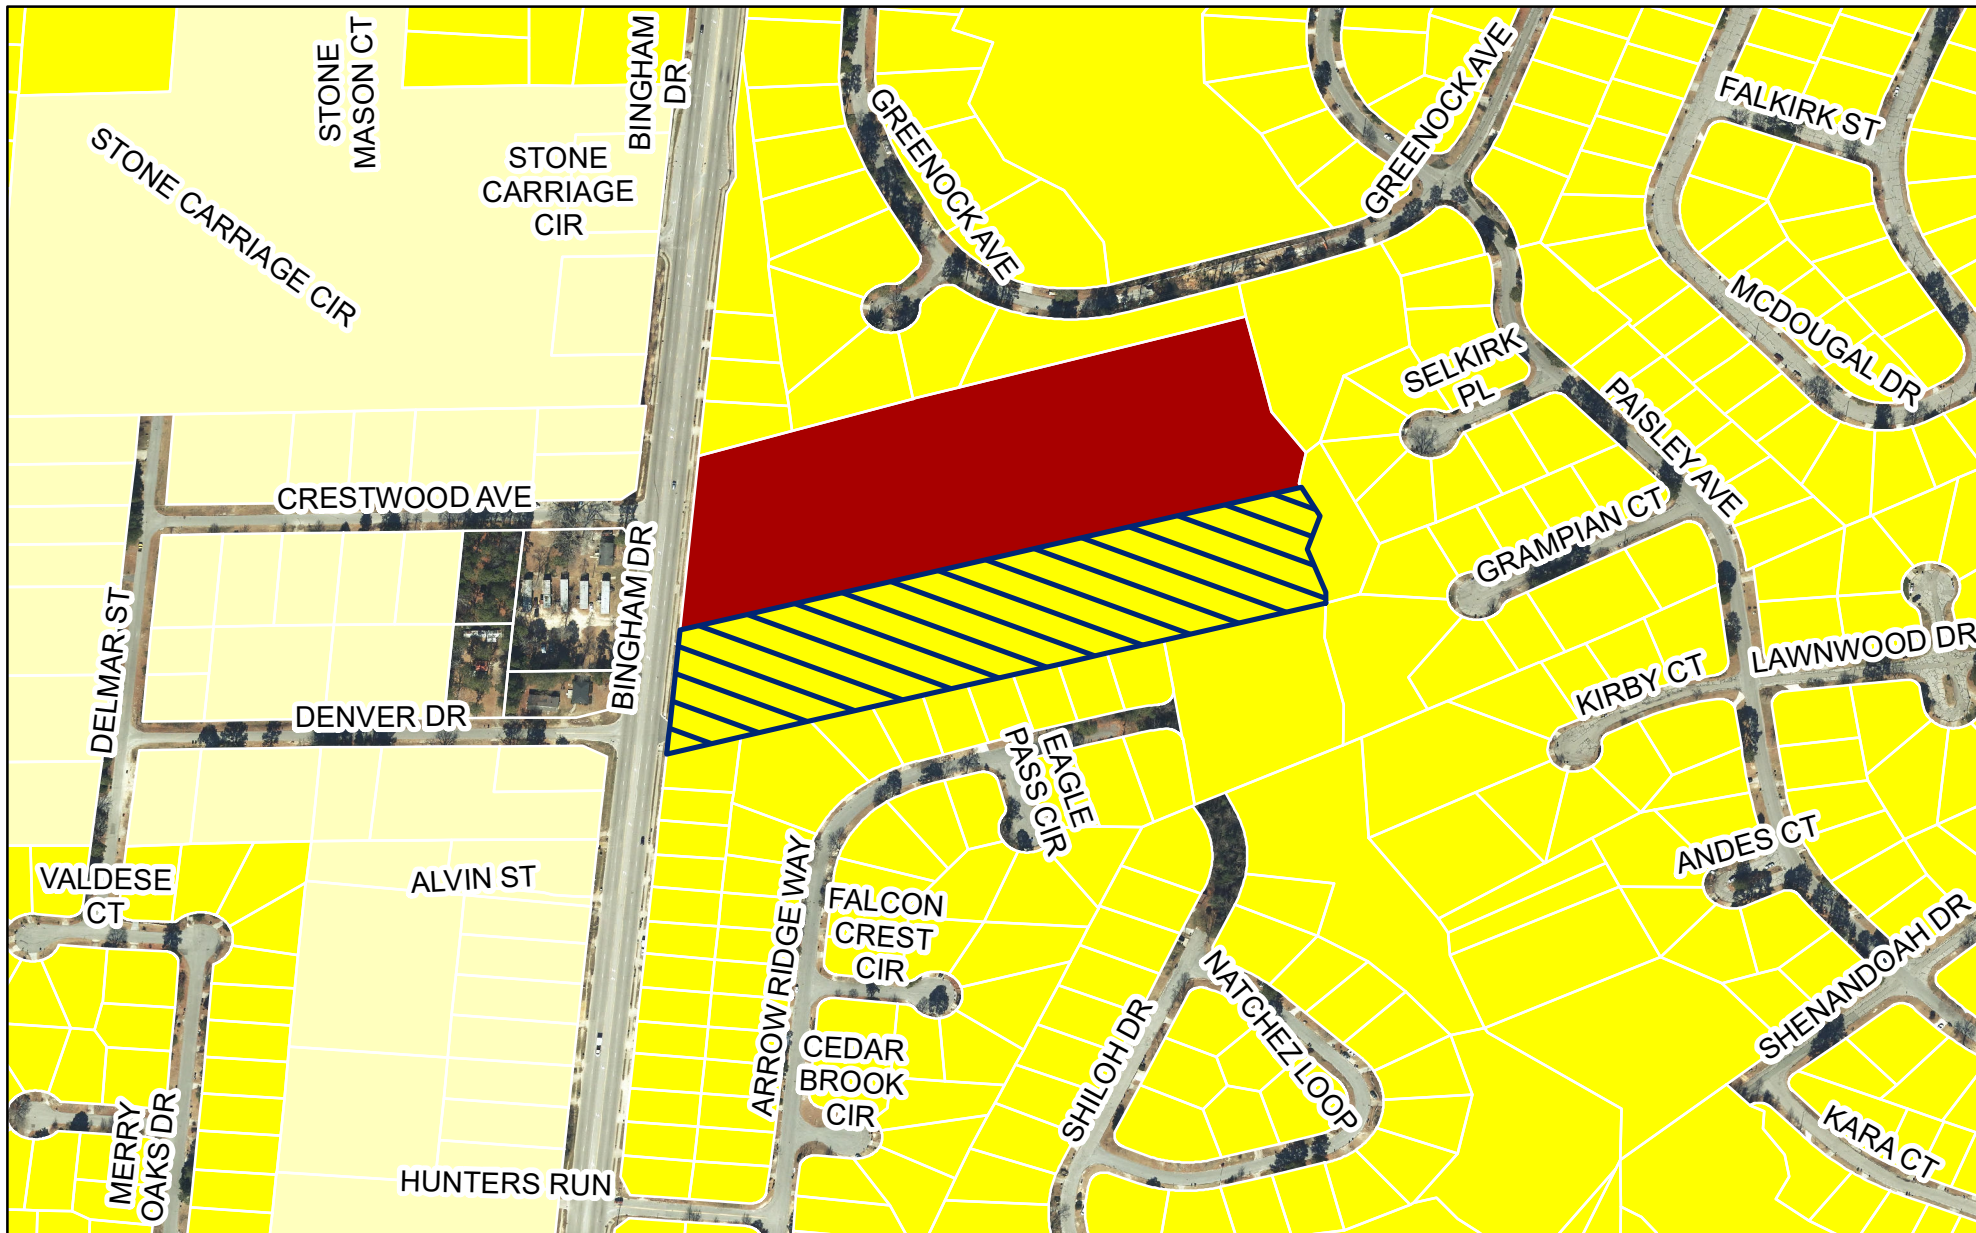 STONE
MASON CT
BINGHAM
DR
STONE CARRIAGE CIR
STONE
CARRIAGE
CIR
GREENOCK AVE
GREENOCK AVE
FALKIRK ST
MCDOUGAL DR
SELKIRK
PL
PAISLEY AVE
CRESTWOOD AVE
GRAMPIAN CT
BINGHAM DR
DELMAR ST
DENVER DR
LAWNWOOD DR
KIRBY CT
EAGLE
PASS CIR
ANDES CT
VALDESE
CT
ALVIN ST
ARROW RIDGE WAY
FALCON
CREST
CIR
NATCHEZ LOOP
SHENANDOAH DR
SHILOH DR
CEDAR
BROOK
CIR
MERRY
OAKS DR
HUNTERS RUN
KARA CT